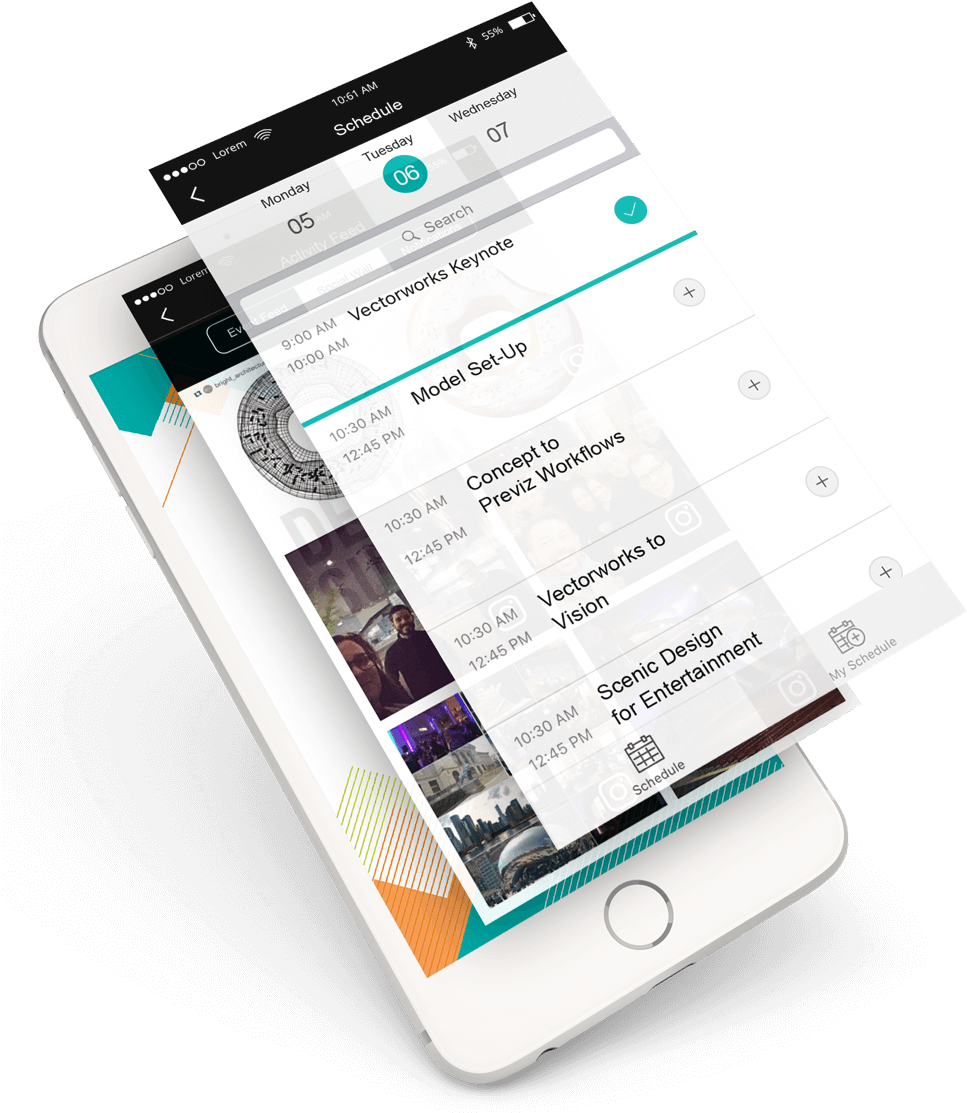 55%
10:61 AM
Lorem
Schedule
Monday
Tuesday
Wednesday
05
06
07
Search
9:00 AM
10:00 AM
Vectorworks Keynote
10:30 AM
12:45 PM
Model Set-Up
10:30 AM
12:45 PM
Concept to
Previz Workflows
10:30 AM
12:45 PM
Vectorworks to
Vision
10:30 AM
12:45 PM
Scenic Design
for Entertainment
Schedule
My Schedule
Lorem
Activity Feed
Social Wall
bright_architectur